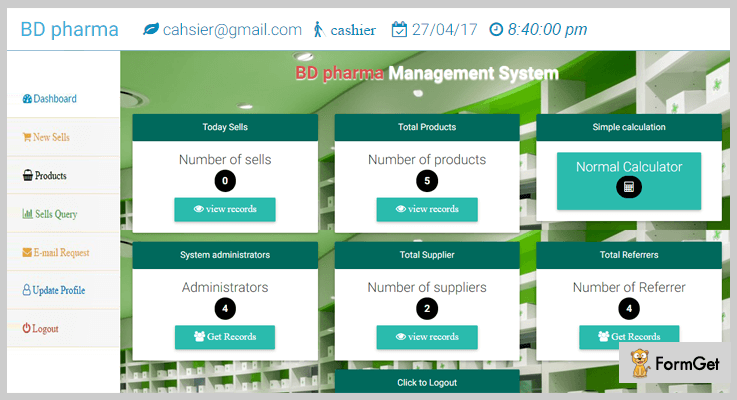 BD pharma
cahsier@gmail.com cashier 27/04/17 8:40:00 pm
Dashboard
New Sells
Products
Sells Query
E-mail Request
Update Profile
Logout
BD pharma Management System
Today Sells
Number of sells
0
view records
Total Products
Number of products
5
view records
Simple calculation
Normal Calculator
System administrators
Administrators
4
Get Records
Total Supplier
Number of suppliers
2
view records
Total Referrers
Number of Referrer
4
Get Records
Click to Logout
FormGet